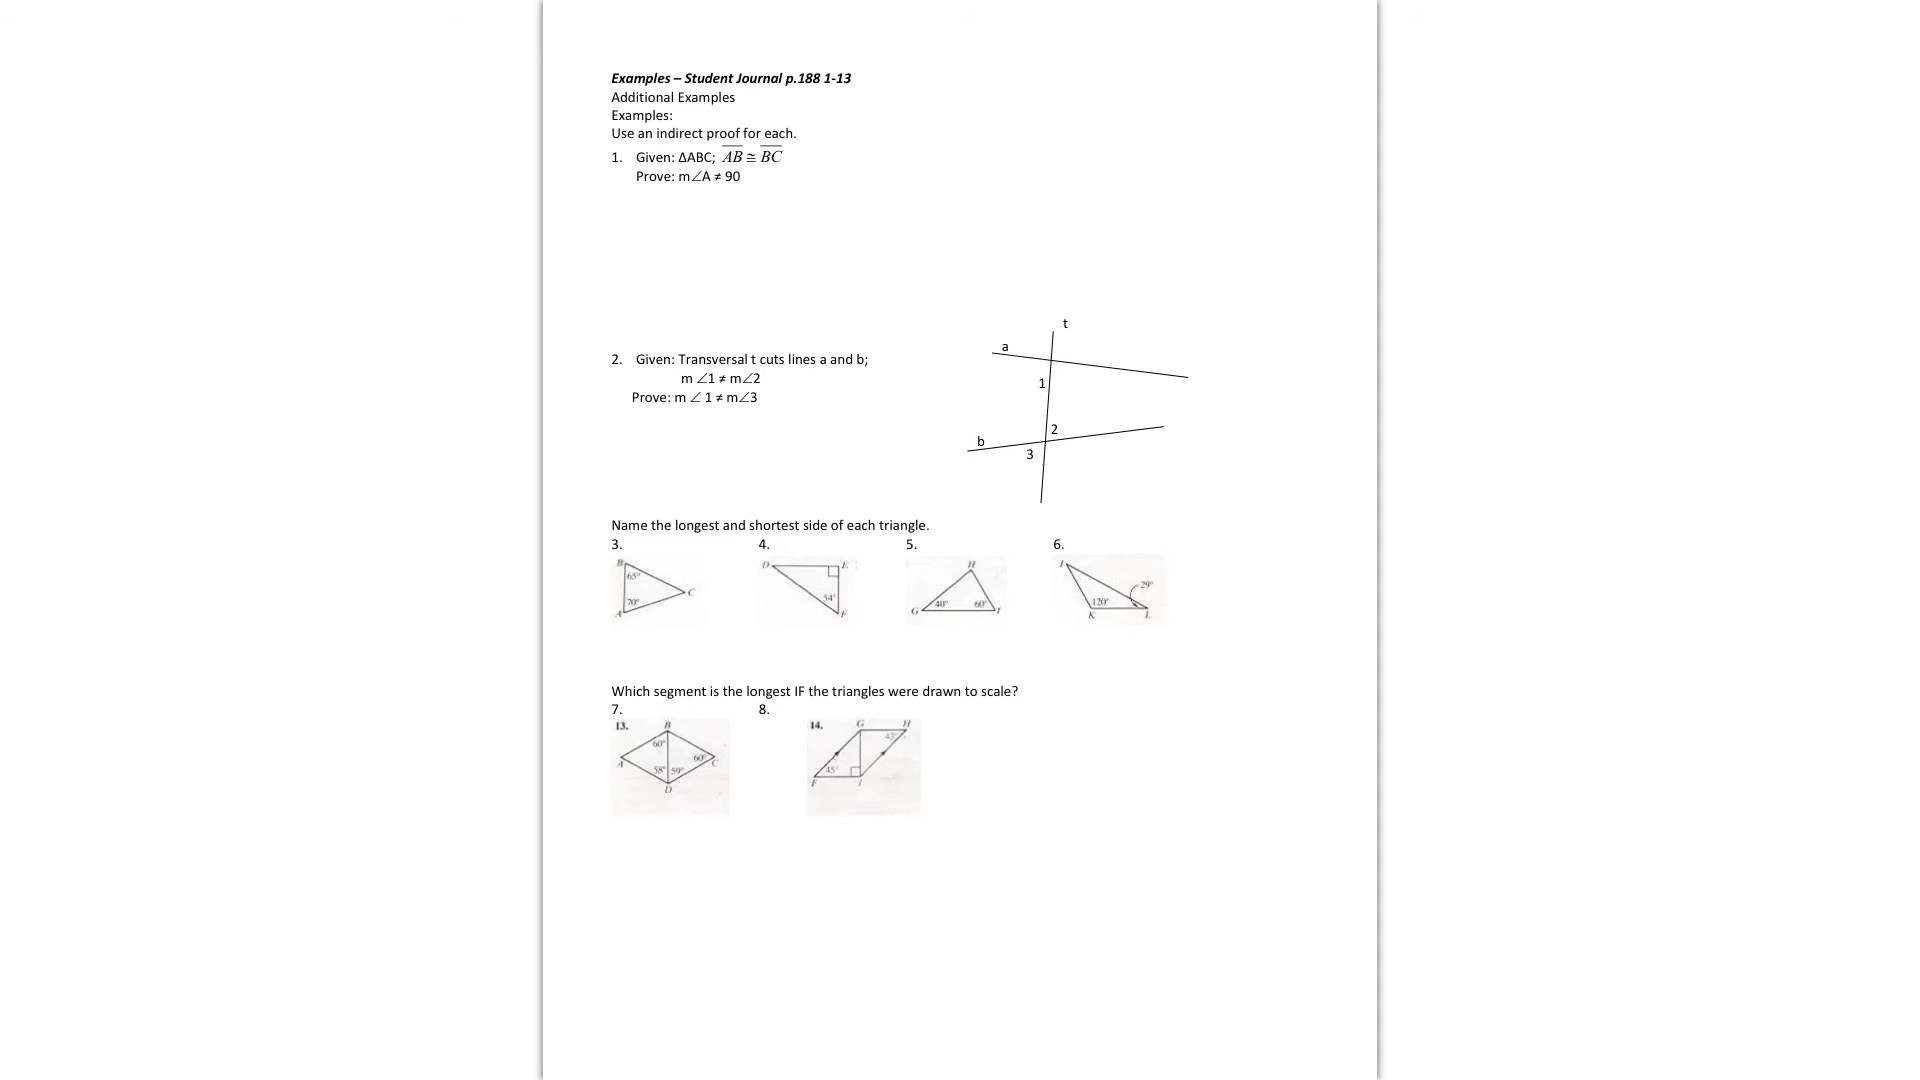 Examples – Student Journal p.188 1-13
Additional Examples
Examples:
Use an indirect proof for each.
1. Given: ΔABC; AB ≅ BC
Prove: m∠A ≠ 90
t
a
2. Given: Transversal t cuts lines a and b;
m ∠1 ≠ m∠2
1
Prove: m ∠ 1 ≠ m∠3
2
b
3
Name the longest and shortest side of each triangle.
3. 4. 5. 6.
B 65° 70° A C
D E 54° F
H G 40° 60° I
J 29° 120° K L
Which segment is the longest IF the triangles were drawn to scale?
7. 8.
13. B 60° A 60° C 58° 59° D
14. G H 43° 45° F I